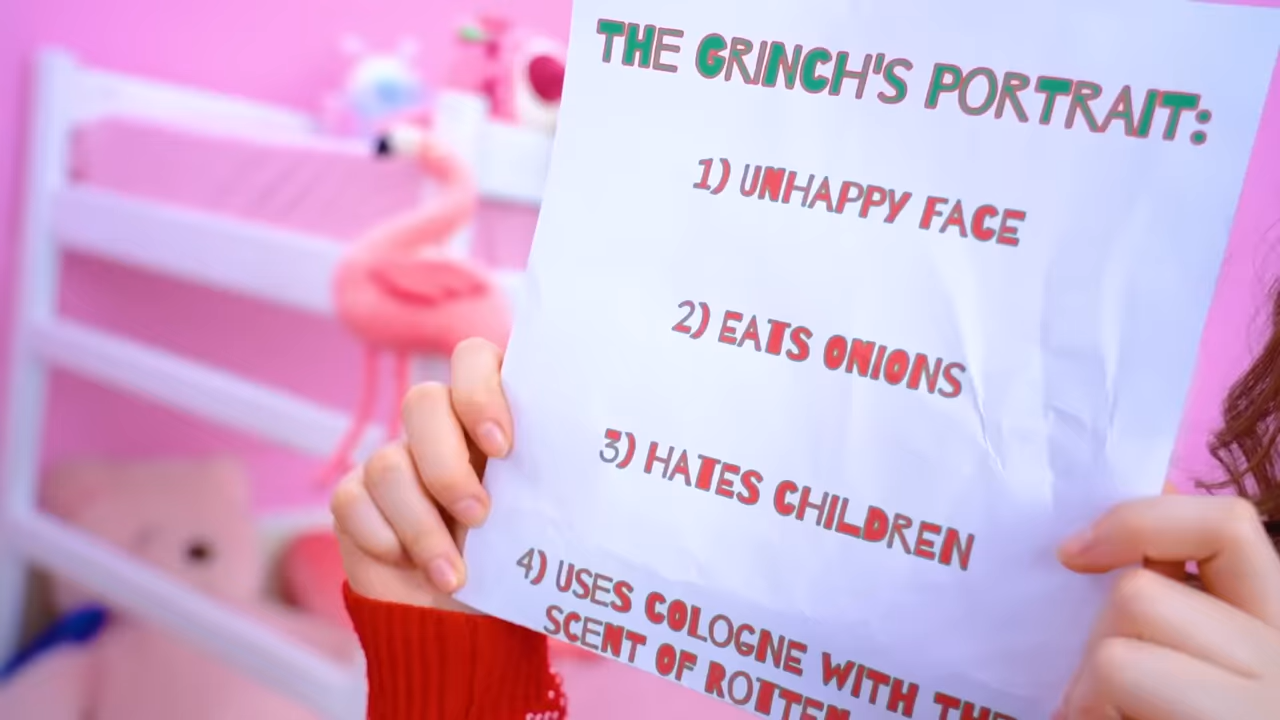 THE GRINCH'S PORTRAIT:
1) UNHAPPY FACE
2) EATS ONIONS
3) HATES CHILDREN
4) USES COLOGNE WITH THE
SCENT OF ROTTEN